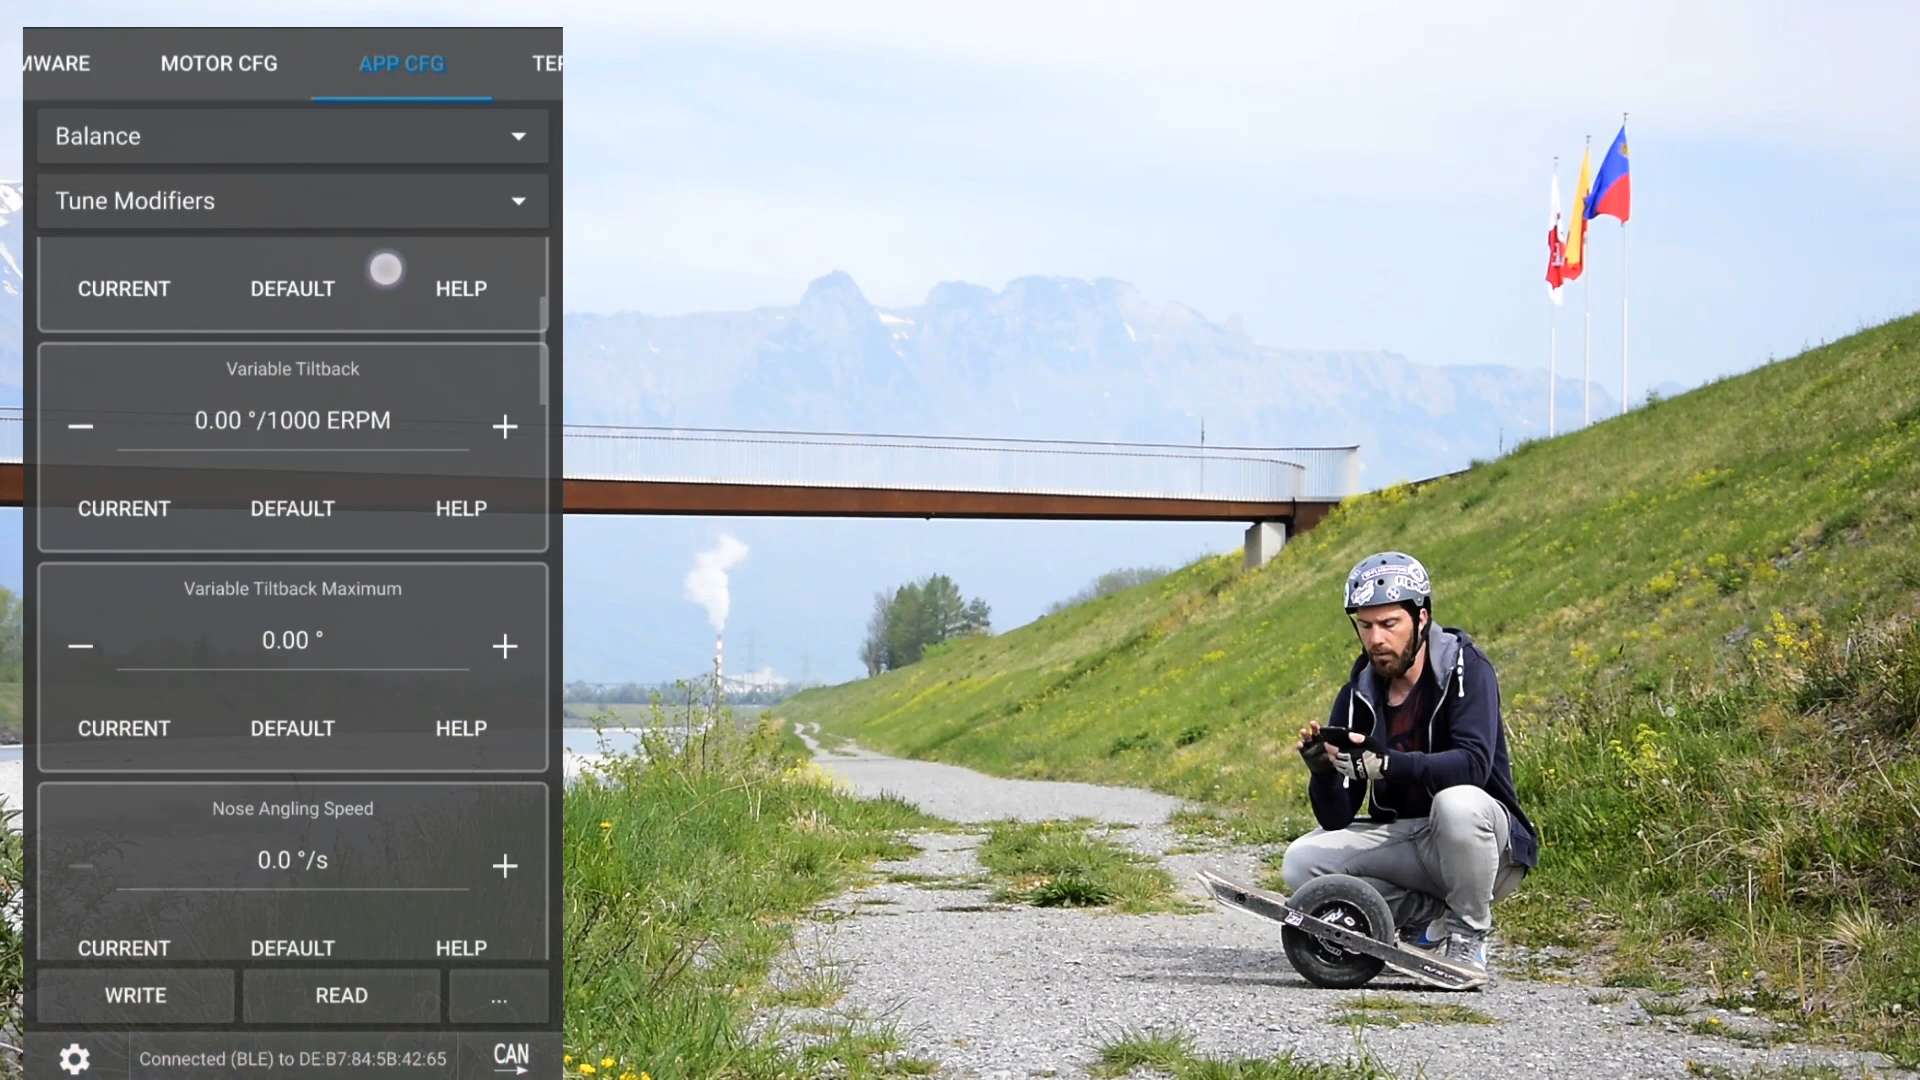 MWARE MOTOR CFG APP CFG TER
Balance
Tune Modifiers
CURRENT DEFAULT HELP
Variable Tiltback
0.00 °/1000 ERPM
CURRENT DEFAULT HELP
Variable Tiltback Maximum
0.00 °
CURRENT DEFAULT HELP
Nose Angling Speed
0.0 °/s
CURRENT DEFAULT HELP
WRITE READ ...
Connected (BLE) to DE:B7:84:5B:42:65 CAN